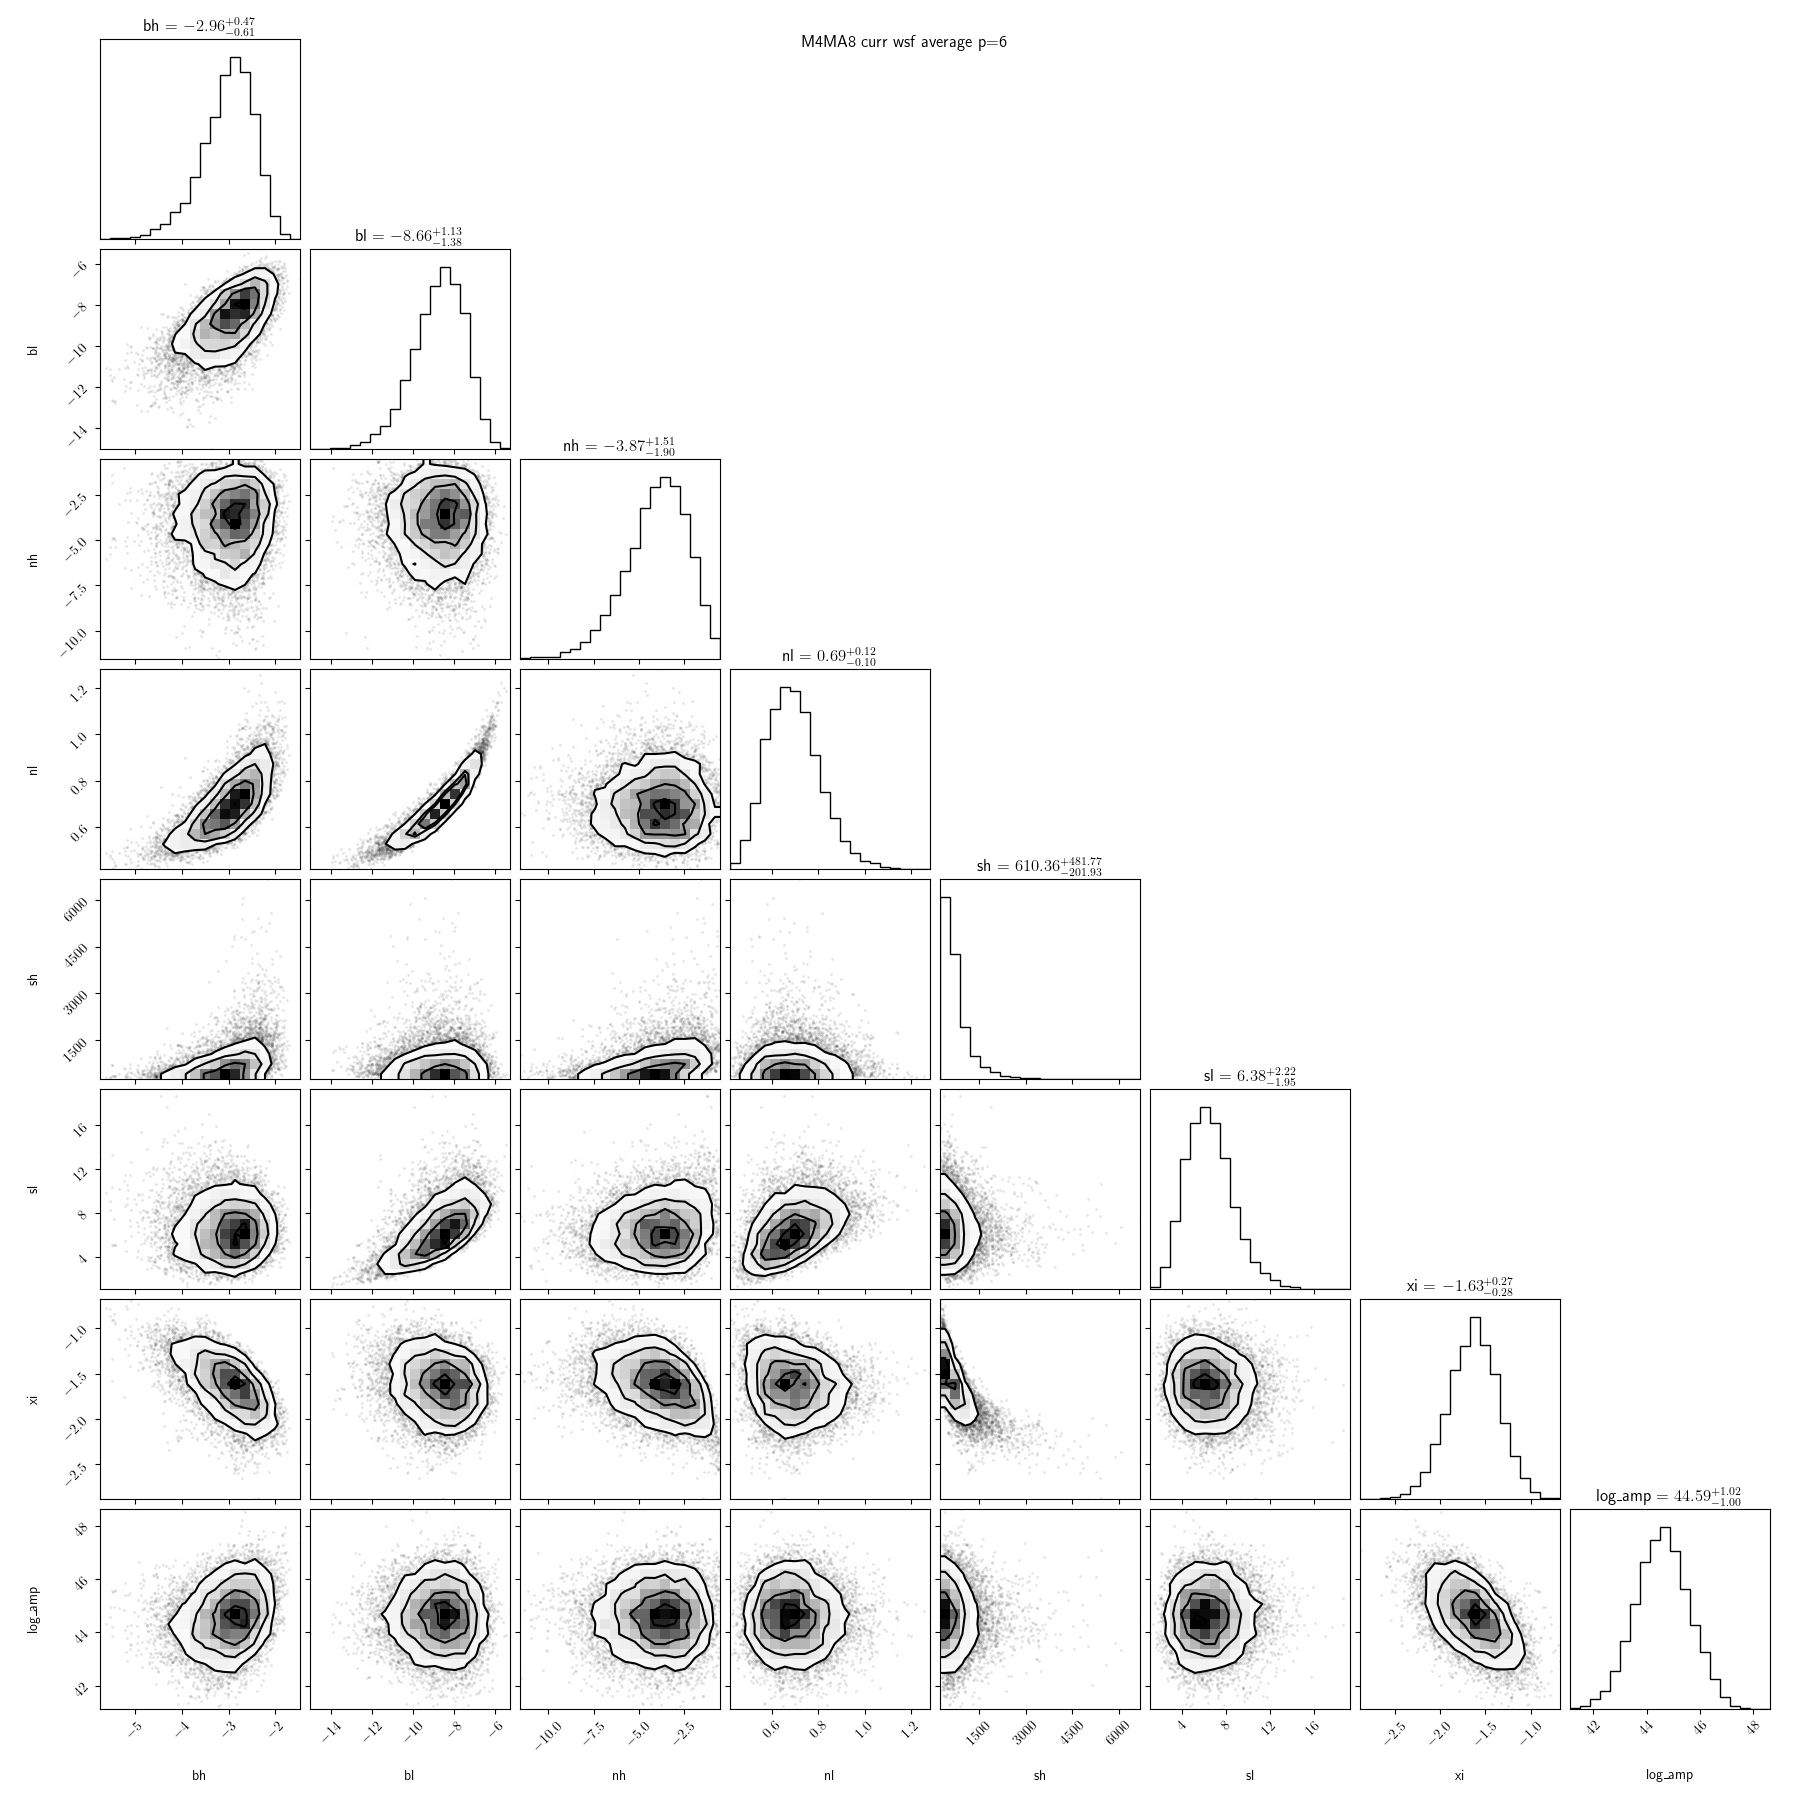 M4MA8 curr wsf average p=6
bh = −2.96^{+0.47}_{−0.61}
bl = −8.66^{+1.13}_{−1.38}
−6
−8
−10
−12
−14
bl
nh = −3.87^{+1.51}_{−1.90}
−2.5
−5.0
−7.5
−10.0
nh
nl = 0.69^{+0.12}_{−0.10}
1.2
1.0
0.8
0.6
nl
sh = 610.36^{+481.77}_{−201.93}
6000
4500
3000
1500
sh
sl = 6.38^{+2.22}_{−1.95}
16
12
8
4
sl
xi = −1.63^{+0.27}_{−0.28}
−1.0
−1.5
−2.0
−2.5
xi
log_amp = 44.59^{+1.02}_{−1.00}
48
46
44
42
log_amp
−5 −4 −3 −2
−14 −12 −10 −8 −6
−10.0 −7.5 −5.0 −2.5
0.6 0.8 1.0 1.2
1500 3000 4500 6000
4 8 12 16
−2.5 −2.0 −1.5 −1.0
42 44 46 48
bh bl nh nl sh sl xi log_amp